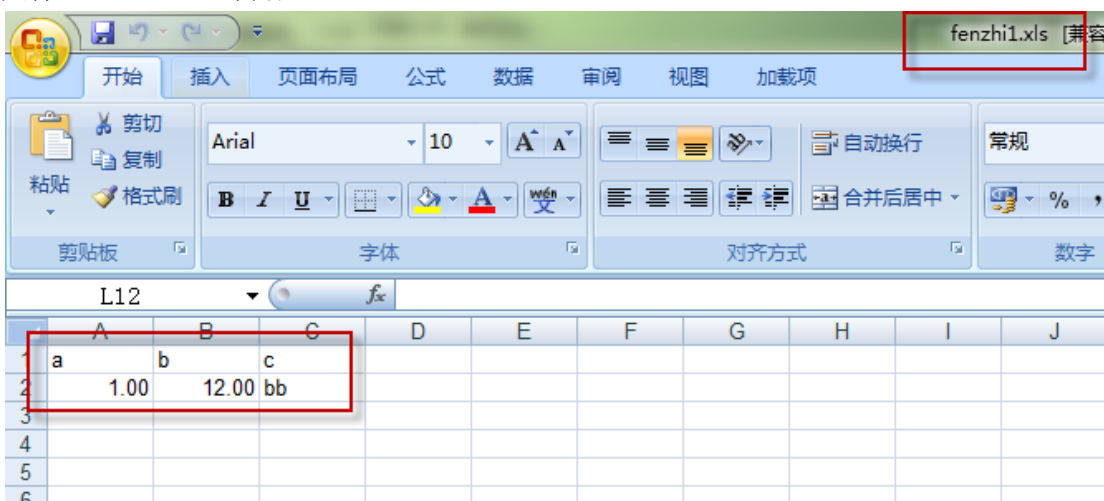 fenzhi1.xls [兼容
开始 插入 页面布局 公式 数据 审阅 视图 加载项
剪切
复制
格式刷
粘贴
Arial 10 A A
自动换行
常规
B I U A wén 文
合并后居中
% ,
剪贴板 字体 对齐方式 数字
L12 fx
A B C D E F G H I J
1 a b c
2 1.00 12.00 bb
3
4
5
6